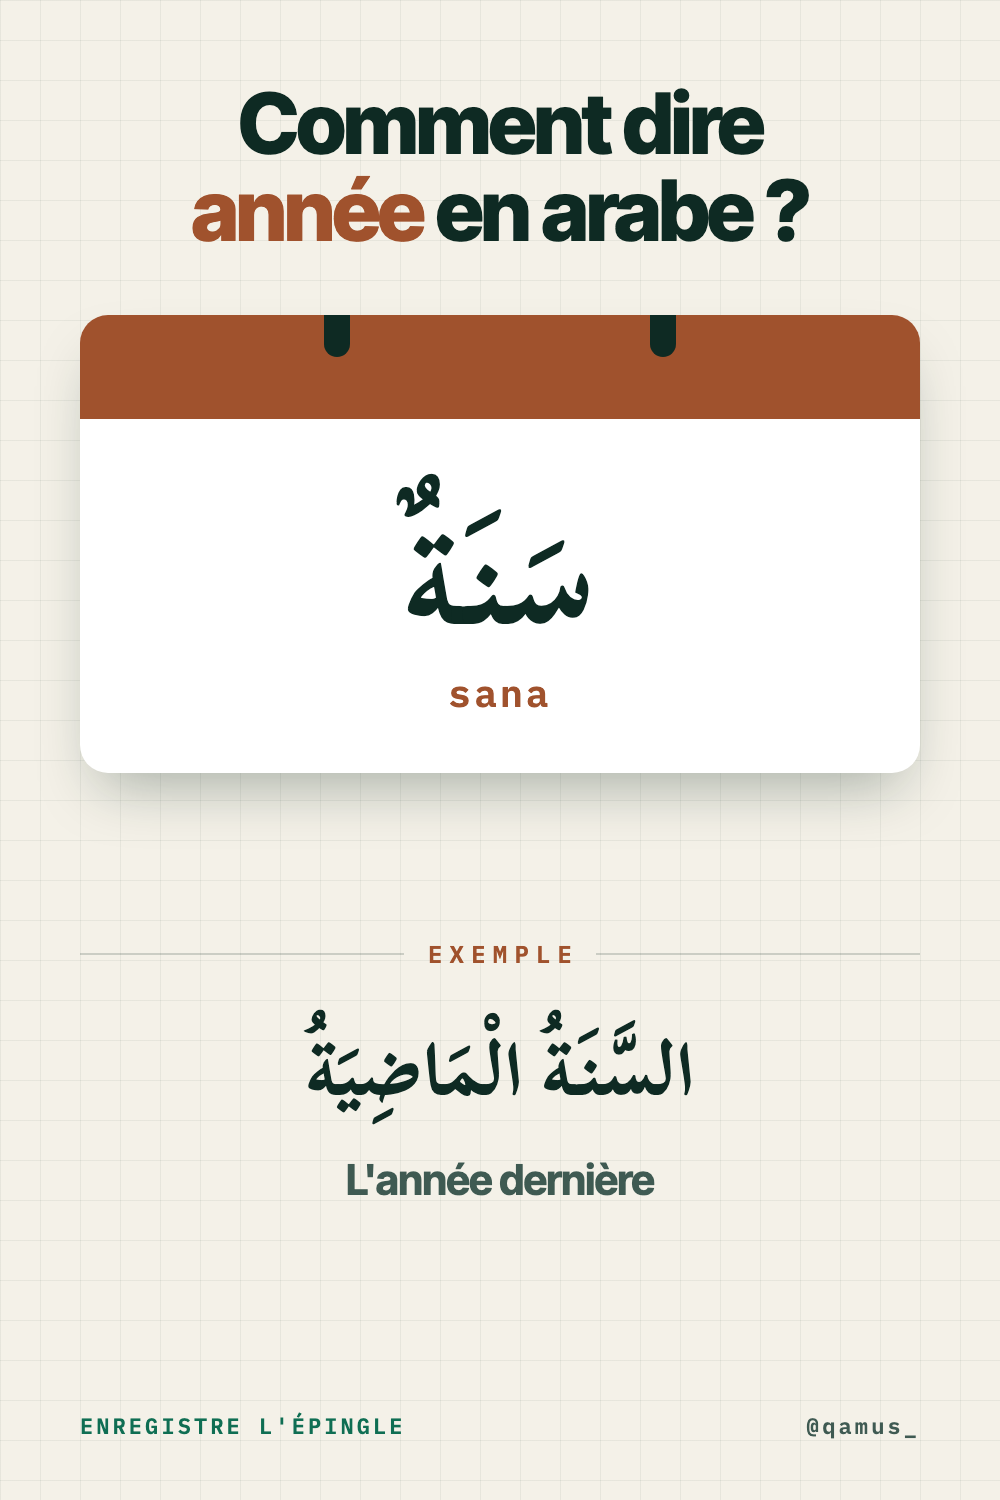 Comment dire
année en arabe ?
سَنَةٌ
sana
EXEMPLE
السَّنَةُ الْمَاضِيَةُ
L'année dernière
ENREGISTRE L'ÉPINGLE
@qamus_